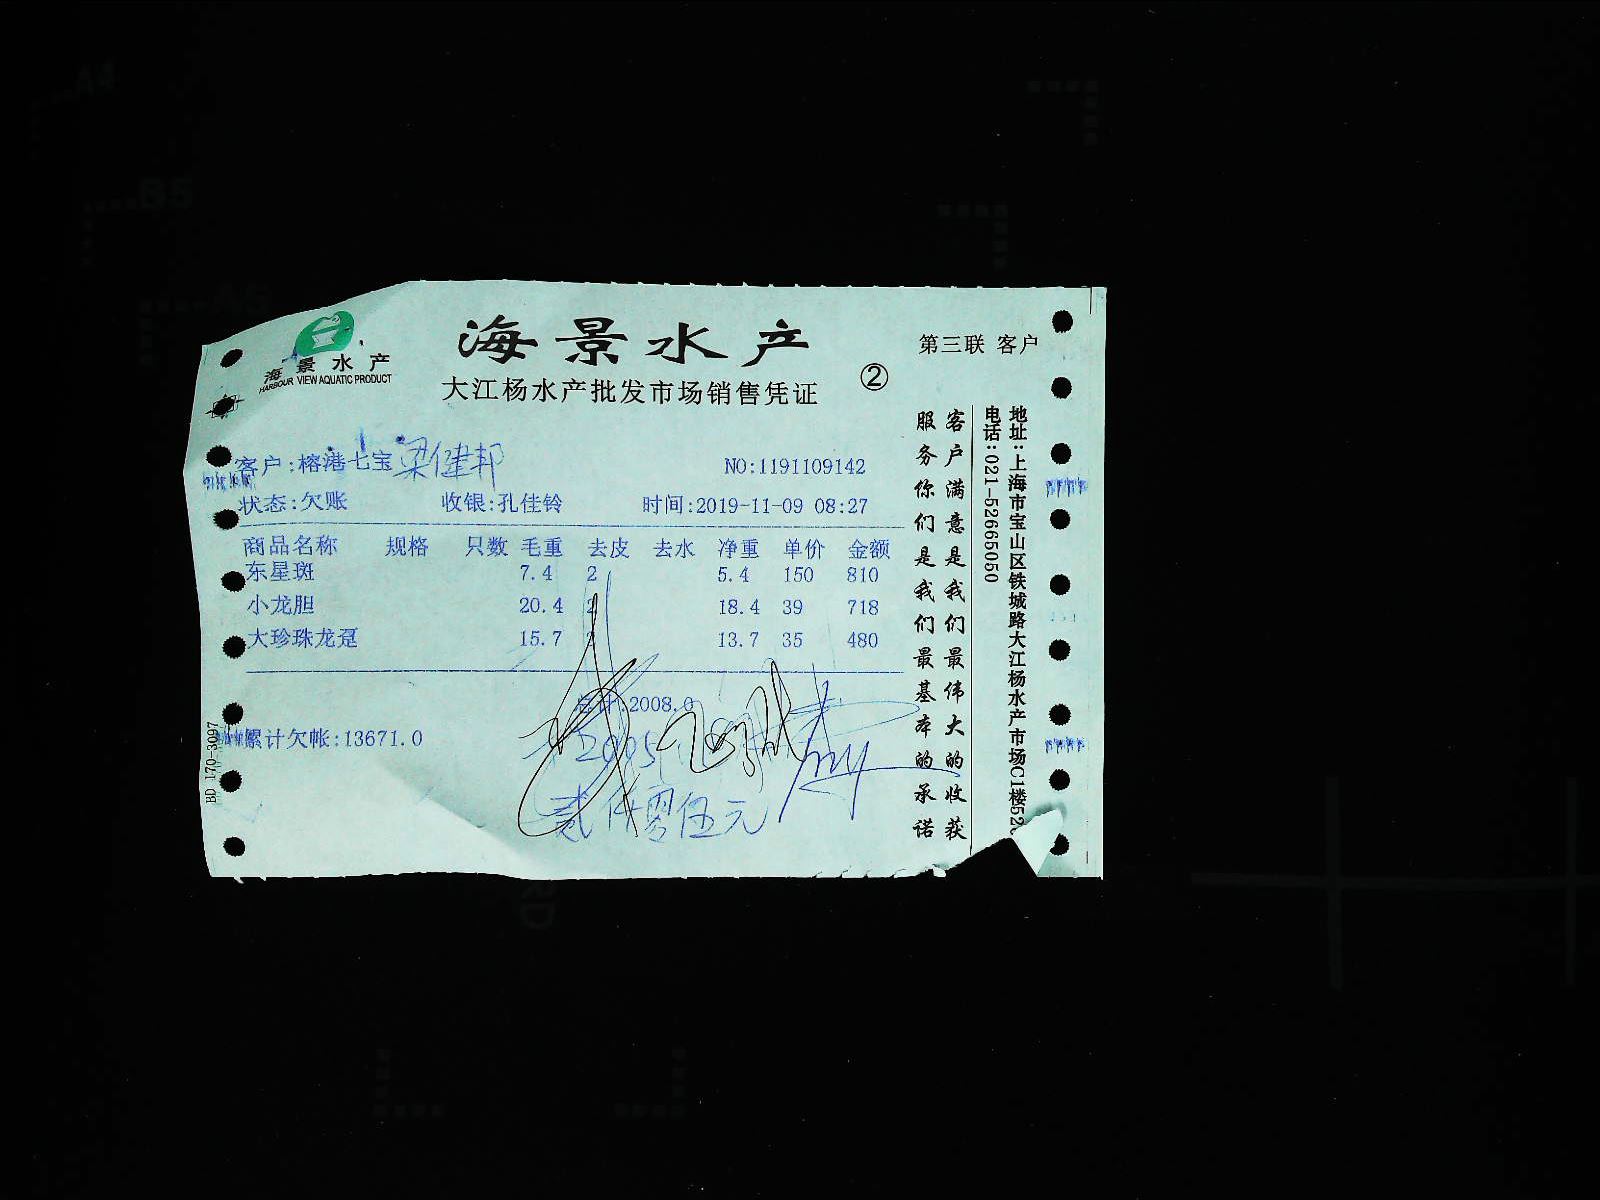 海景水产
HARBOUR VIEW AQUATIC PRODUCT
海景水产
大江杨水产批发市场销售凭证
②
第三联 客户
客户:榕港七宝 梁健邦
NO:1191109142
状态:欠账 收银:孔佳铃 时间:2019-11-09 08:27
商品名称 规格 只数 毛重 去皮 去水 净重 单价 金额
东星斑 7.4 2 5.4 150 810
小龙胆 20.4 2 18.4 39 718
大珍珠龙趸 15.7 2 13.7 35 480
总计:2008.0
累计欠帐:13671.0
2005
贰仟零伍元
客户满意是我们最伟大的收获
服务你们是我们最基本的承诺
地址:上海市宝山区铁城路大江杨水产市场C1楼52
电话:021-52665050
BD 170-3097